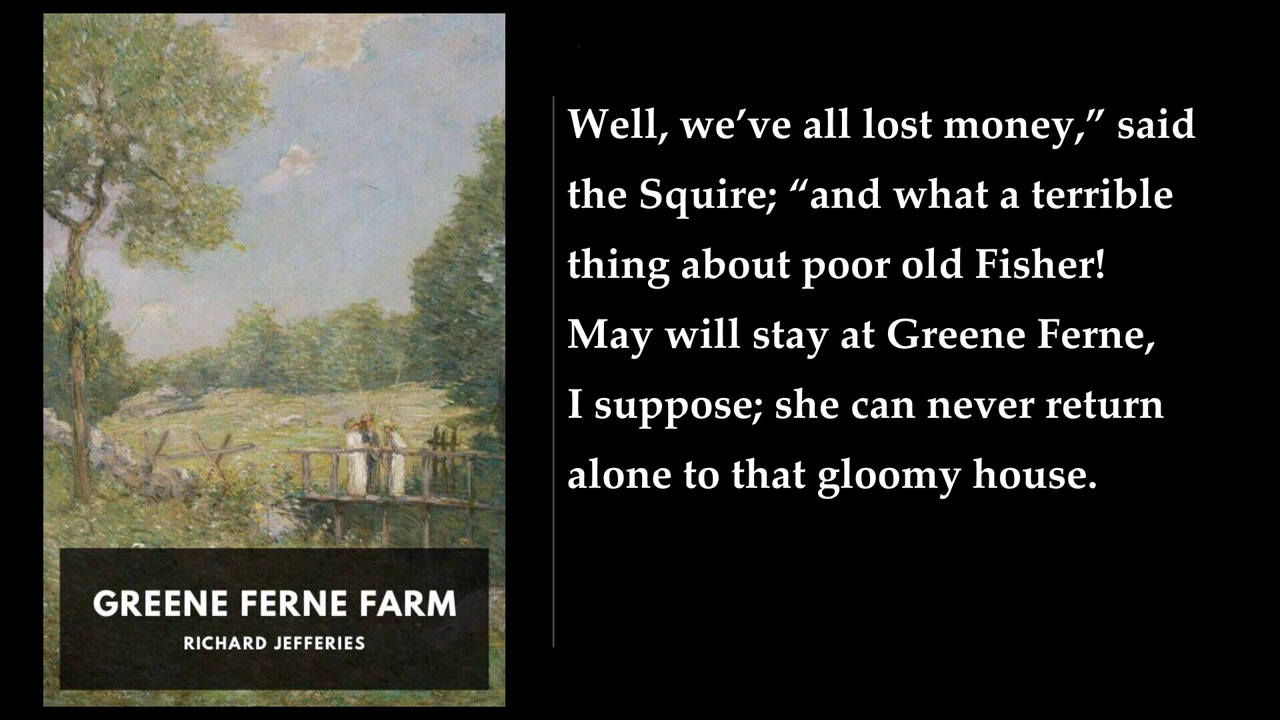 Well, we’ve all lost money,” said
the Squire; “and what a terrible
thing about poor old Fisher!
May will stay at Greene Ferne,
I suppose; she can never return
alone to that gloomy house.
GREENE FERNE FARM
RICHARD JEFFERIES